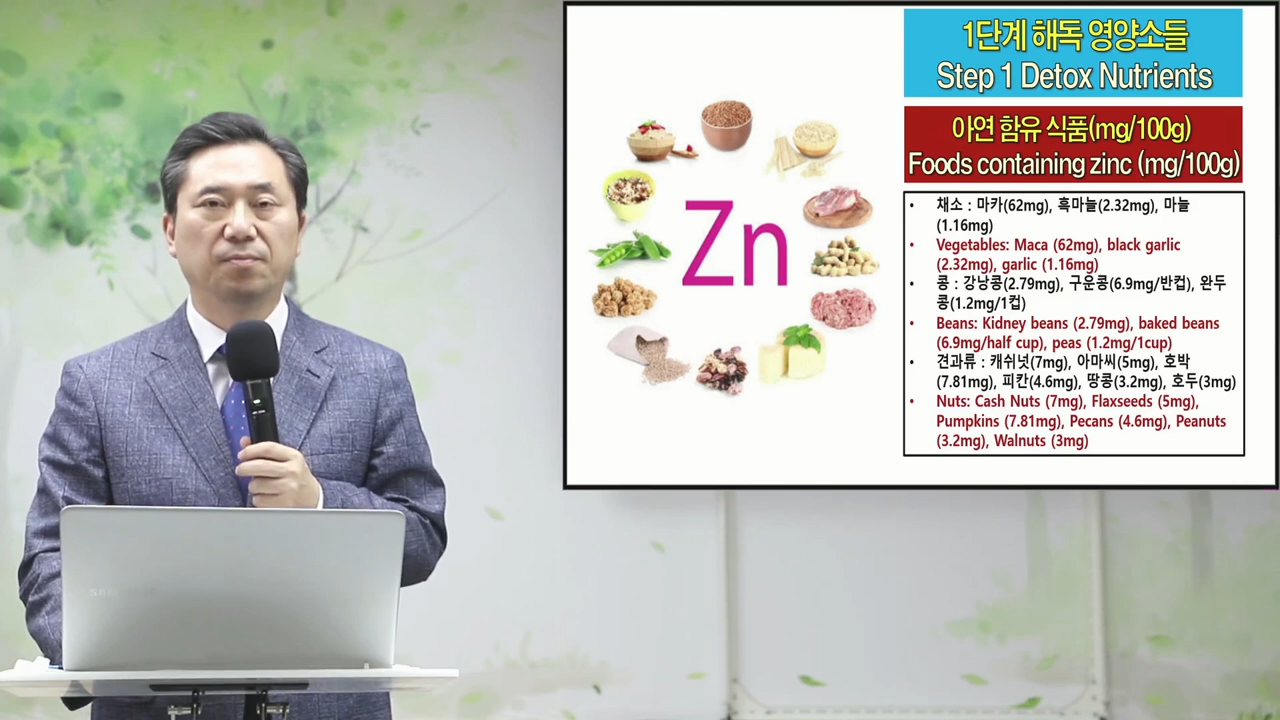 1단계 해독 영양소들
Step 1 Detox Nutrients
아연 함유 식품(mg/100g)
Foods containing zinc (mg/100g)
Zn
• 채소 : 마카(62mg), 흑마늘(2.32mg), 마늘
(1.16mg)
• Vegetables: Maca (62mg), black garlic
(2.32mg), garlic (1.16mg)
• 콩 : 강낭콩(2.79mg), 구운콩(6.9mg/반컵), 완두
콩(1.2mg/1컵)
• Beans: Kidney beans (2.79mg), baked beans
(6.9mg/half cup), peas (1.2mg/1cup)
• 견과류 : 캐쉬넛(7mg), 아마씨(5mg), 호박
(7.81mg), 피칸(4.6mg), 땅콩(3.2mg), 호두(3mg)
• Nuts: Cash Nuts (7mg), Flaxseeds (5mg),
Pumpkins (7.81mg), Pecans (4.6mg), Peanuts
(3.2mg), Walnuts (3mg)